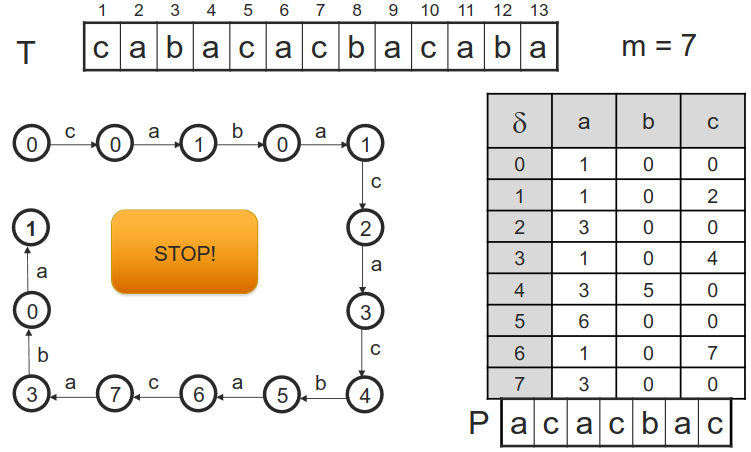 1 2 3 4 5 6 7 8 9 10 11 12 13
T c a b a c a c b a c a b a m = 7
δ a b c
0 1 0 0
1 1 0 2
2 3 0 0
3 1 0 4
4 3 5 0
5 6 0 0
6 1 0 7
7 3 0 0
P a c a c b a c
0 c 0 a 1 b 0 a 1
c
2
a
3
c
4
b
5
a
6
c
7
a
3
b
0
a
1
STOP!